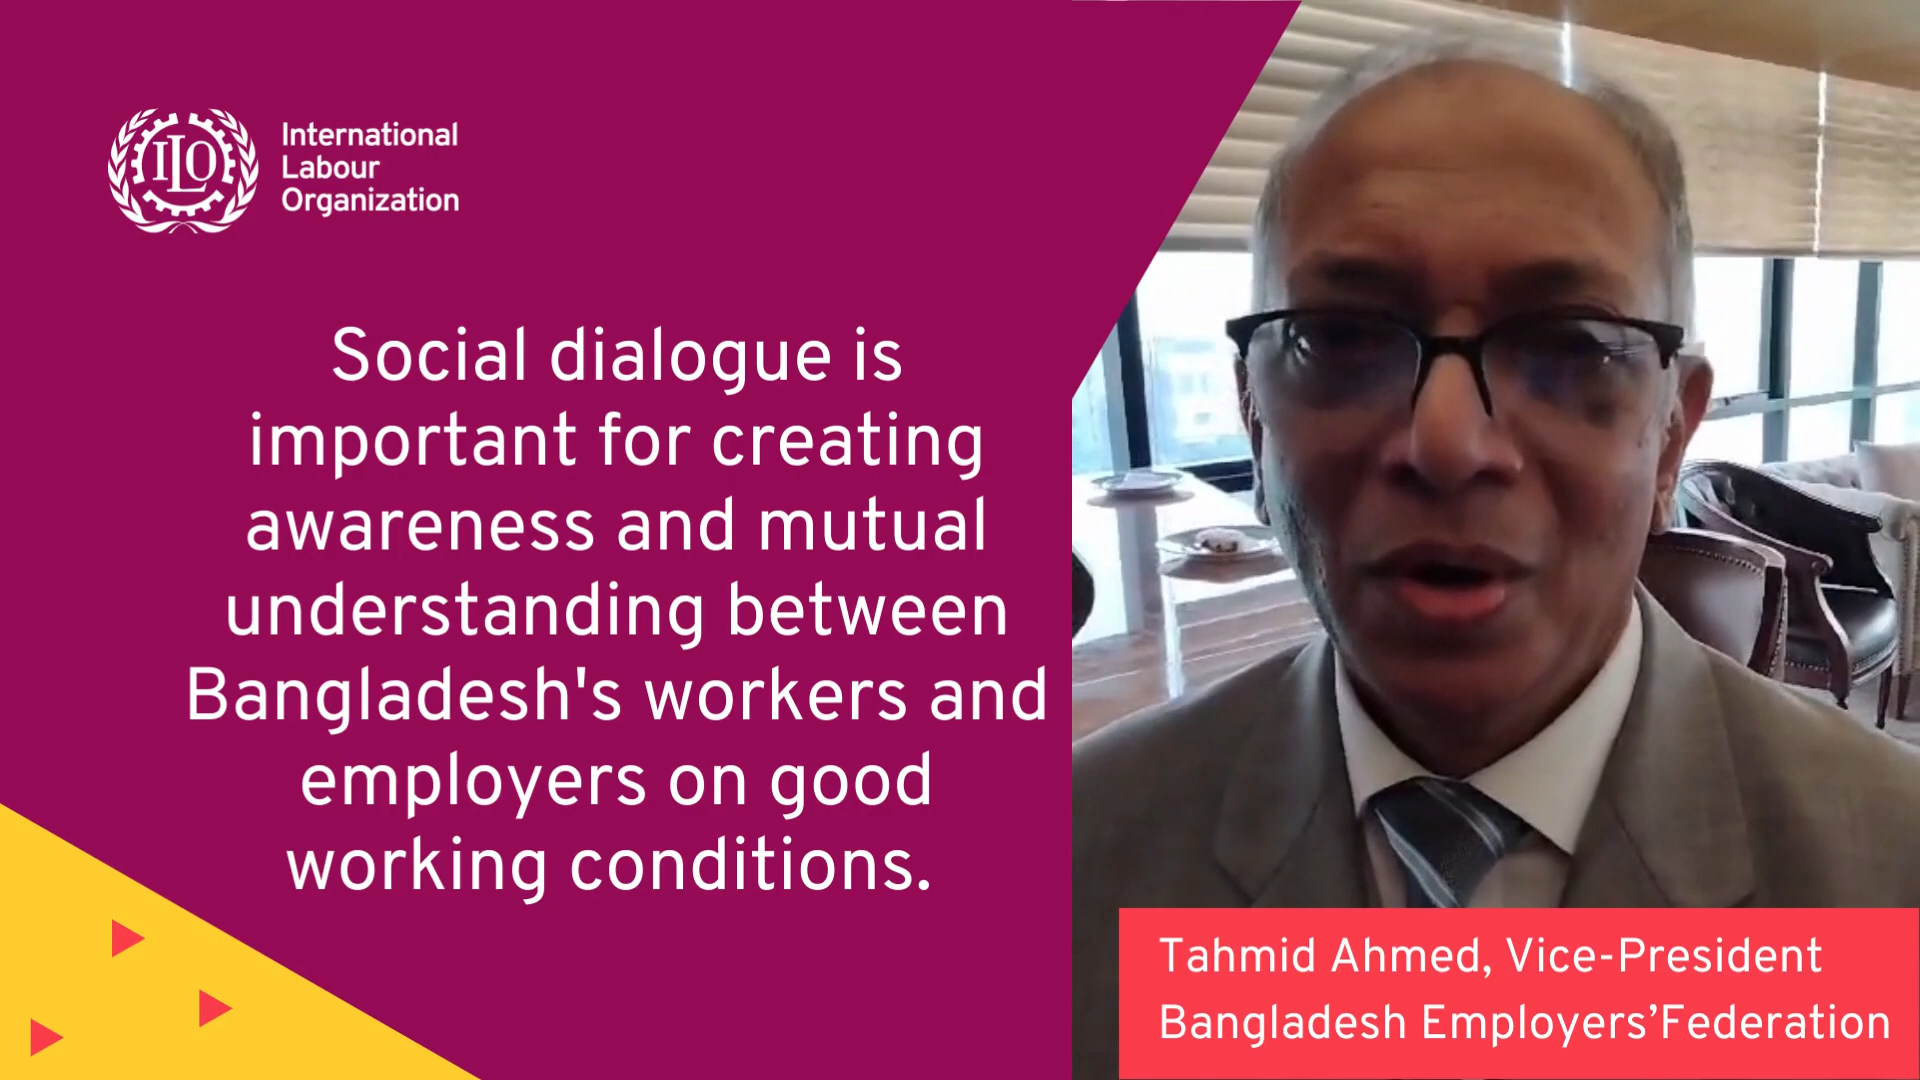 ILO
International
Labour
Organization
Social dialogue is
important for creating
awareness and mutual
understanding between
Bangladesh's workers and
employers on good
working conditions.
Tahmid Ahmed, Vice-President
Bangladesh Employers’Federation